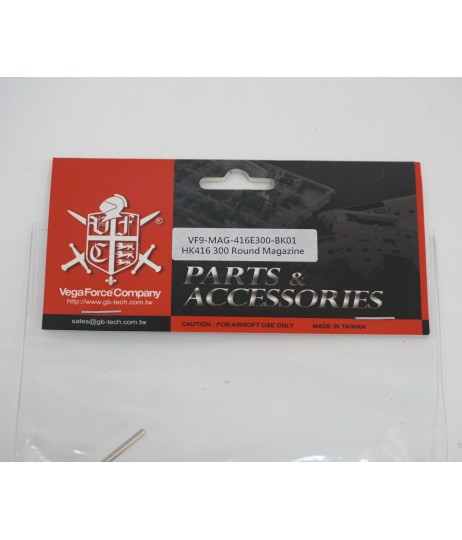 VF9-MAG-416E300-BK01
HK416 300 Round Magazine
V F
C
®
PARTS &
ACCESSORIES
VegaForceCompany
http://www.gb-tech.com.tw
sales@gb-tech.com.tw
CAUTION : FOR AIRSOFT USE ONLY
MADE IN TAIWAN